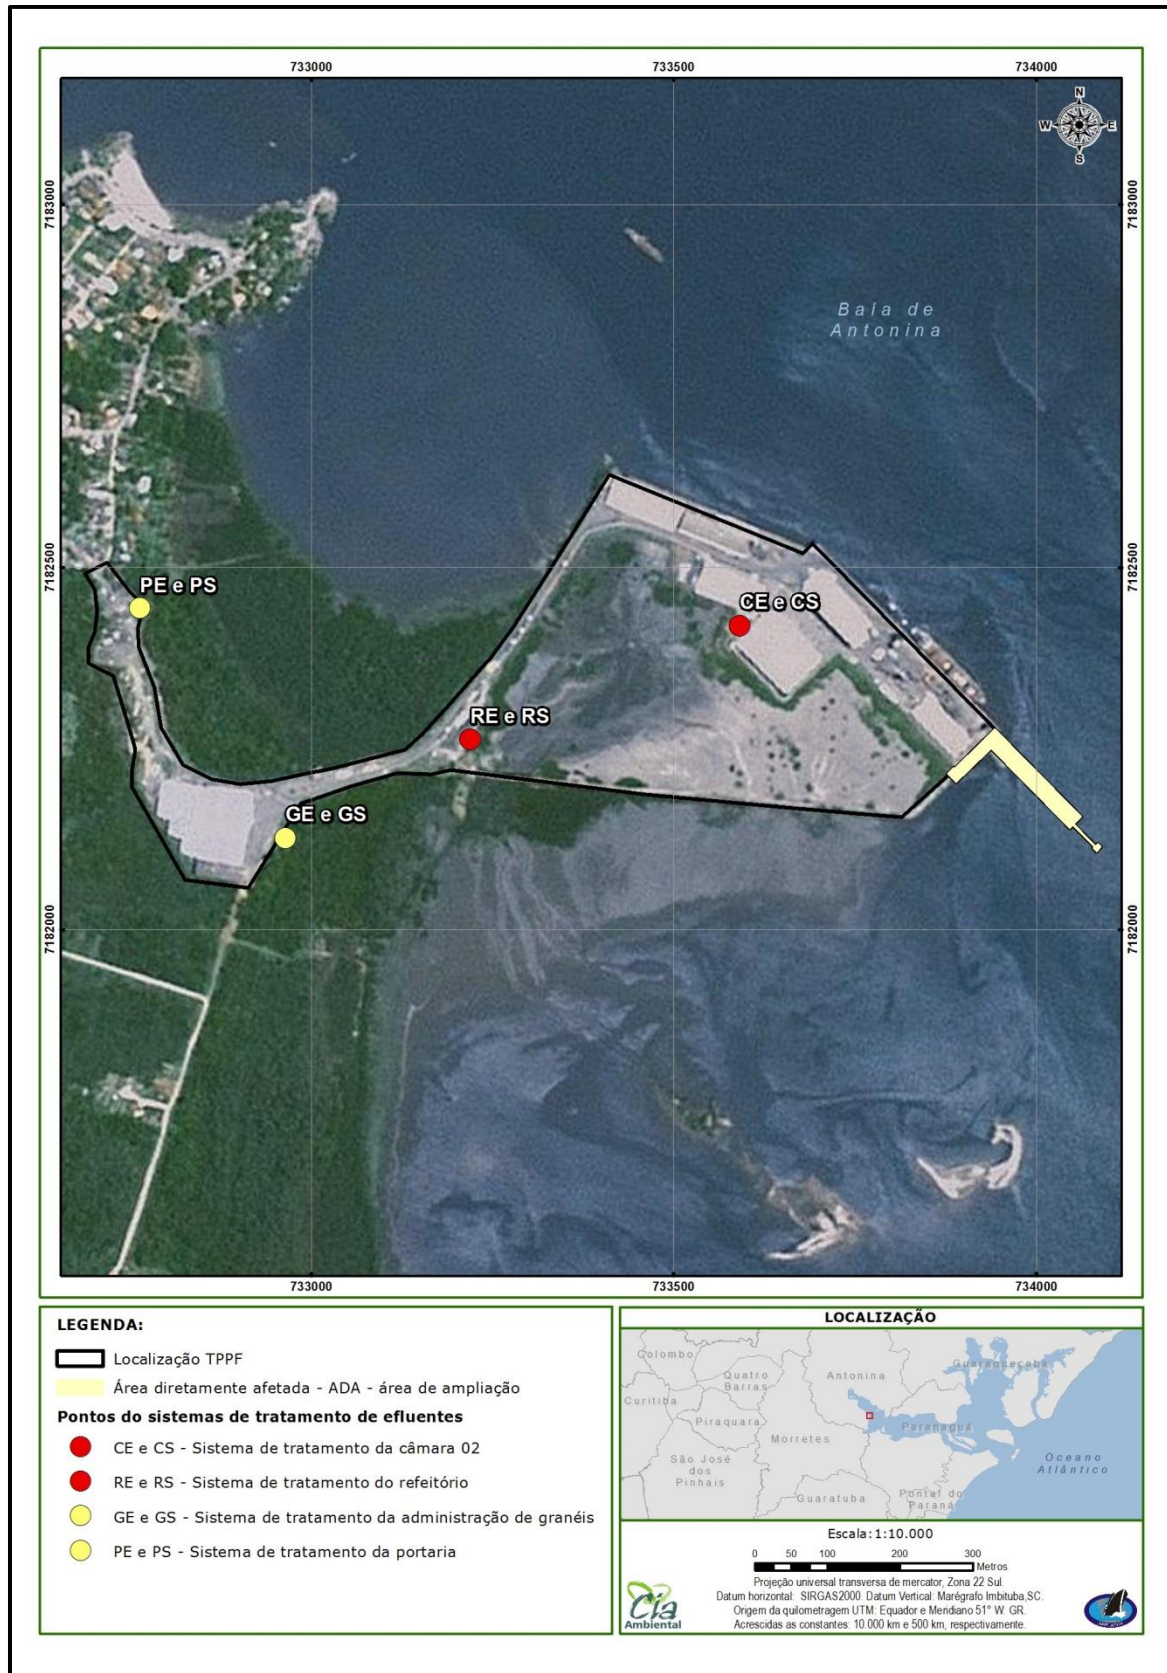 733000
733500
734000
N
W
E
S
7183000
7183000
Baía de
Antonina
7182500
7182500
PE e PS
CE e CS
RE e RS
GE e GS
7182000
7182000
733000
733500
734000
LEGENDA:
Localização TPPF
Área diretamente afetada - ADA - área de ampliação
Pontos do sistemas de tratamento de efluentes
CE e CS - Sistema de tratamento da câmara 02
RE e RS - Sistema de tratamento do refeitório
GE e GS - Sistema de tratamento da administração de granéis
PE e PS - Sistema de tratamento da portaria
LOCALIZAÇÃO
Colombo
Quatro
Barras
Antonina
Guaraqueçaba
Curitiba
Piraquara
Paranaguá
Morretes
São José
dos
Pinhais
Oceano
Atlântico
Guaratuba
Pontal do
Paraná
Escala: 1:10.000
0 50 100 200 300
Metros
Projeção universal transversa de mercator, Zona 22 Sul.
Datum horizontal: SIRGAS2000. Datum Vertical: Marégrafo Imbituba,SC.
Origem da quilometragem UTM: Equador e Meridiano 51° W. GR.
Acrescidas as constantes: 10.000 km e 500 km, respectivamente.
Cia
Ambiental